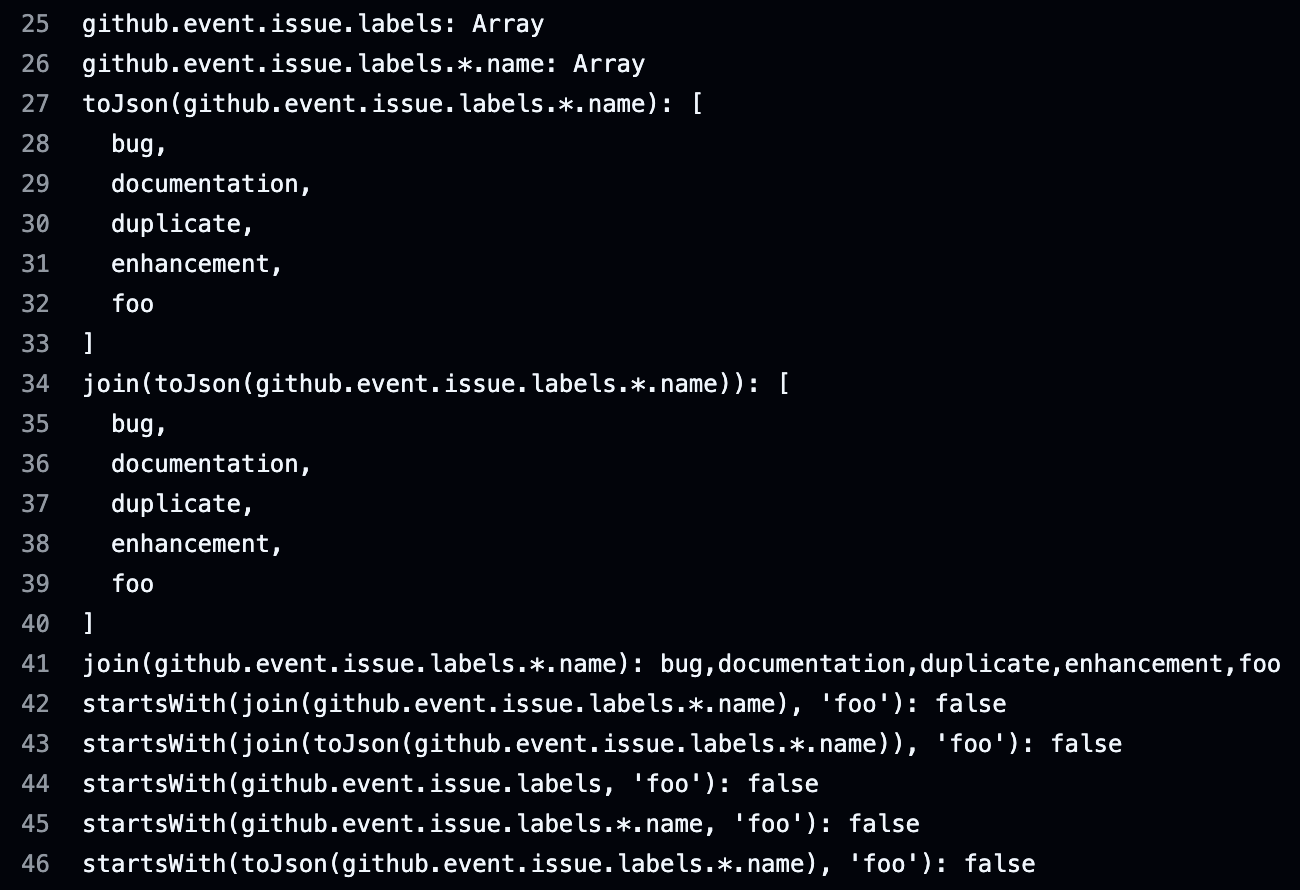 25 github.event.issue.labels: Array
26 github.event.issue.labels.*.name: Array
27 toJson(github.event.issue.labels.*.name): [
28   bug,
29   documentation,
30   duplicate,
31   enhancement,
32   foo
33 ]
34 join(toJson(github.event.issue.labels.*.name)): [
35   bug,
36   documentation,
37   duplicate,
38   enhancement,
39   foo
40 ]
41 join(github.event.issue.labels.*.name): bug,documentation,duplicate,enhancement,foo
42 startsWith(join(github.event.issue.labels.*.name), 'foo'): false
43 startsWith(join(toJson(github.event.issue.labels.*.name)), 'foo'): false
44 startsWith(github.event.issue.labels, 'foo'): false
45 startsWith(github.event.issue.labels.*.name, 'foo'): false
46 startsWith(toJson(github.event.issue.labels.*.name), 'foo'): false